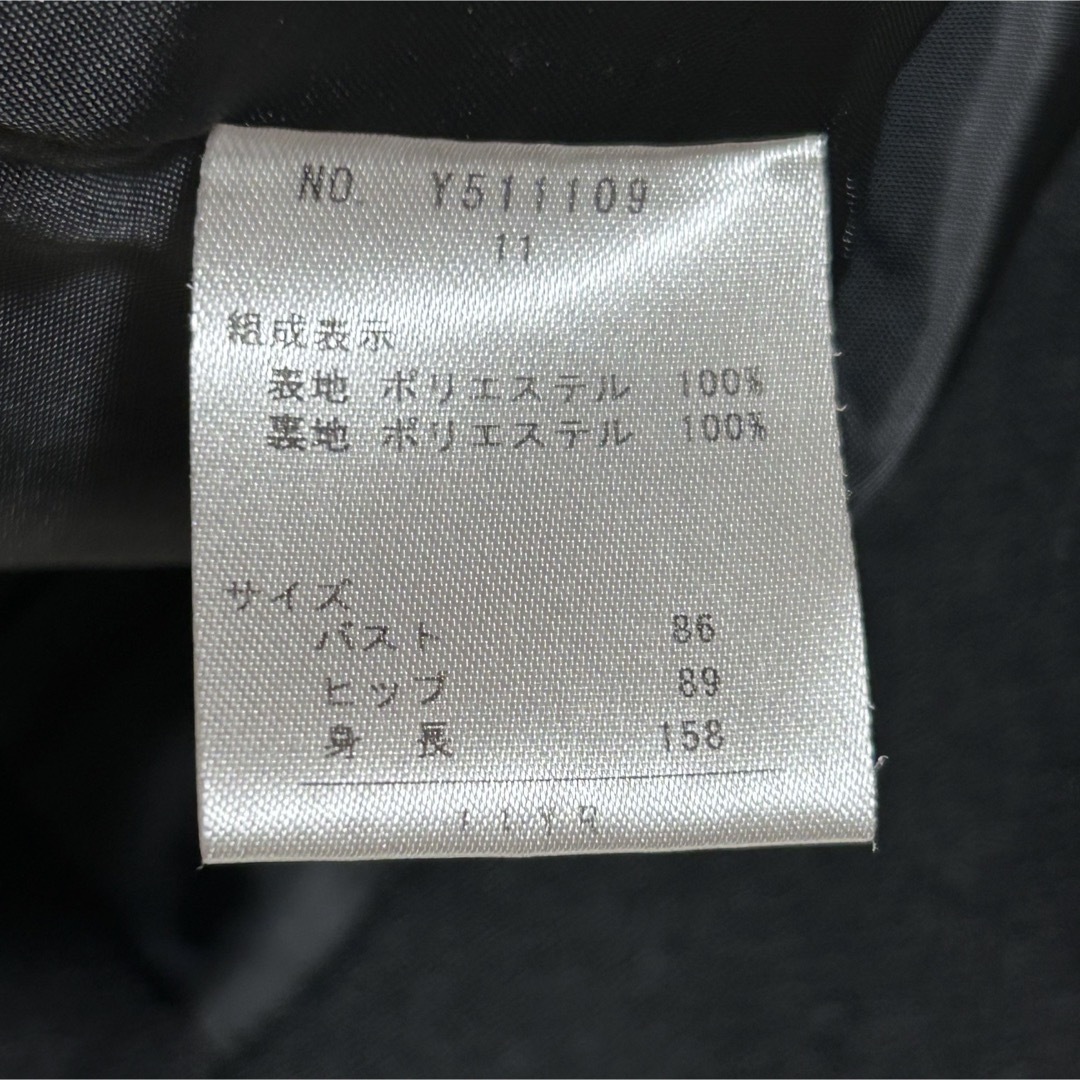 NO. Y511109
11
組成表示
表地 ポリエステル 100%
裏地 ポリエステル 100%
サイズ
バスト 86
ヒップ 89
身 長 158
11YR